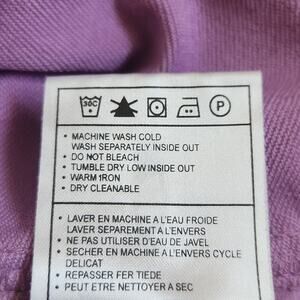 30C P
• MACHINE WASH COLD
WASH SEPARATELY INSIDE OUT
• DO NOT BLEACH
• TUMBLE DRY LOW INSIDE OUT
• WARM IRON
• DRY CLEANABLE
• LAVER EN MACHINE A L'EAU FROIDE
LAVER SEPAREMENT A L'ENVERS
• NE PAS UTILISER D'EAU DE JAVEL
• SECHER EN MACHINE A L'ENVERS CYCLE
DELICAT
• REPASSER FER TIEDE
• PEUT ETRE NETTOYER A SEC